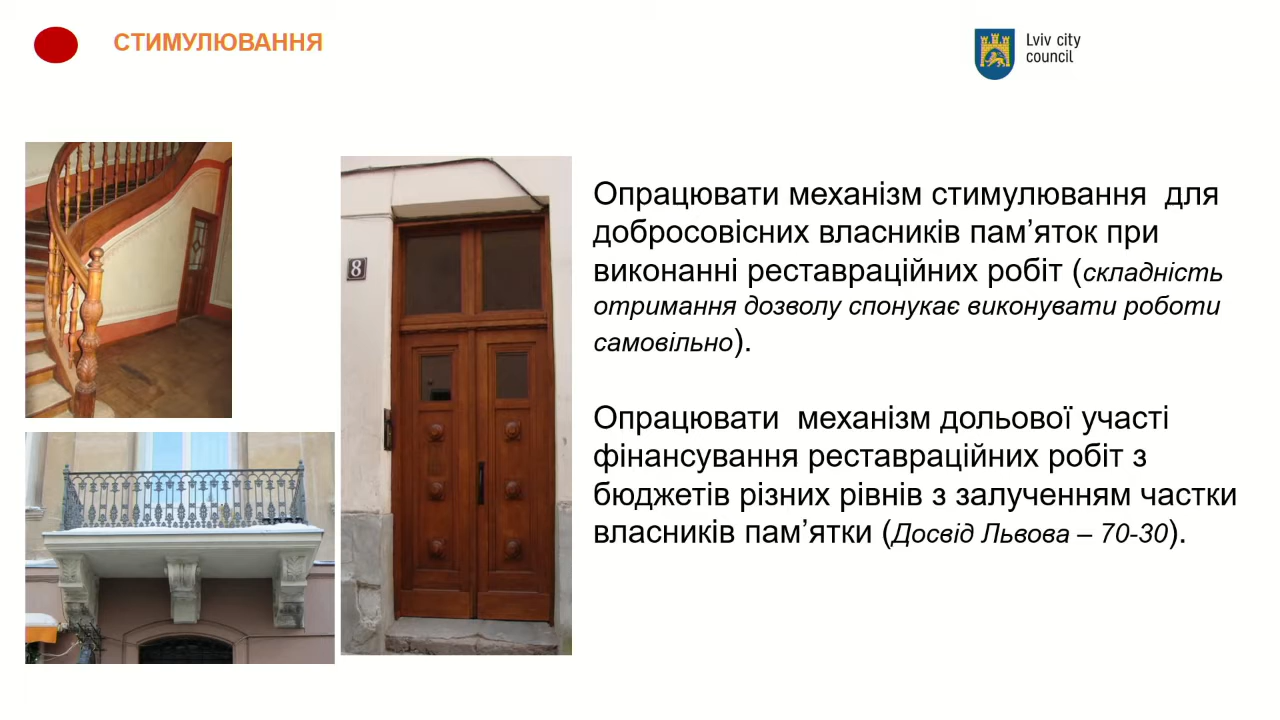 СТИМУЛЮВАННЯ
Lviv city
council
8
Опрацювати механізм стимулювання для
добросовісних власників пам’яток при
виконанні реставраційних робіт (складність
отримання дозволу спонукає виконувати роботи
самовільно).
Опрацювати механізм дольової участі
фінансування реставраційних робіт з
бюджетів різних рівнів з залученням частки
власників пам’ятки (Досвід Львова – 70-30).